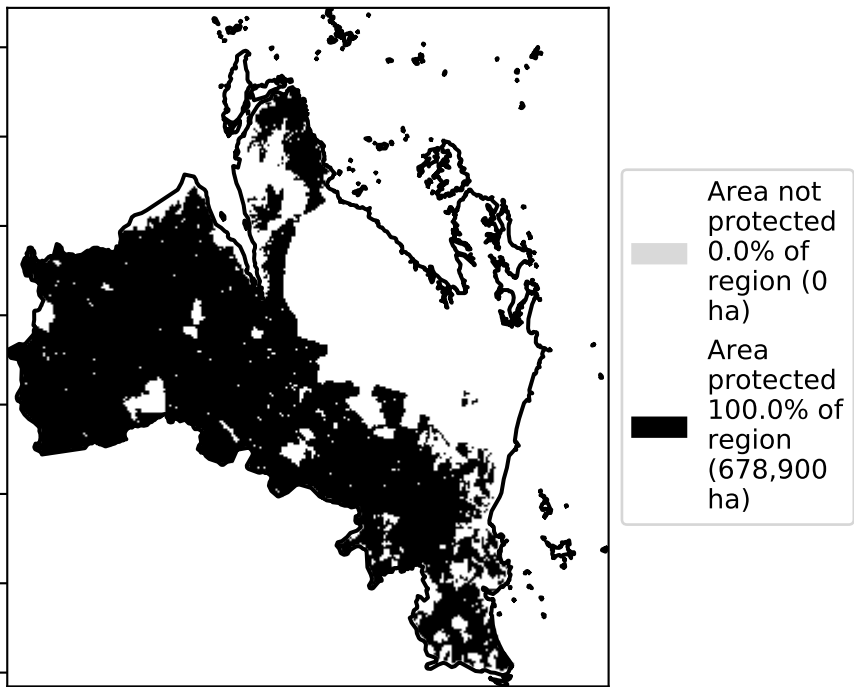 Area not
protected
0.0% of
region (0
ha)
Area
protected
100.0% of
region
(678,900
ha)